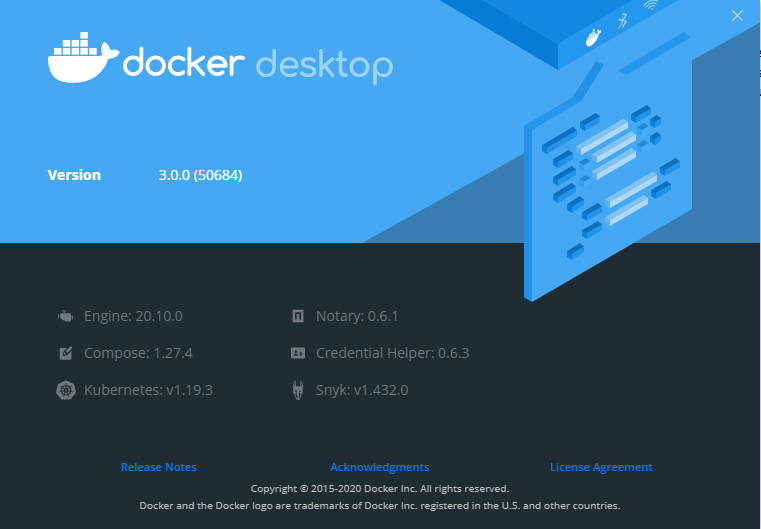 docker desktop
Version 3.0.0 (50684)
Engine: 20.10.0
Notary: 0.6.1
Compose: 1.27.4
Credential Helper: 0.6.3
Kubernetes: v1.19.3
Snyk: v1.432.0
Release Notes
Acknowledgments
License Agreement
Copyright © 2015-2020 Docker Inc. All rights reserved.
Docker and the Docker logo are trademarks of Docker Inc. registered in the U.S. and other countries.